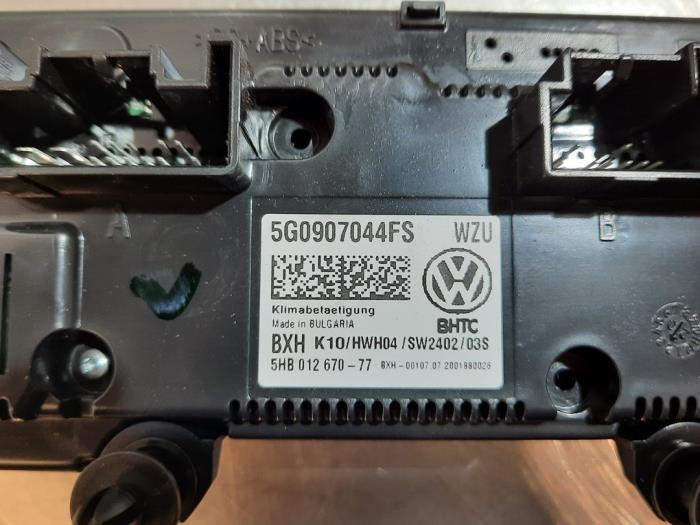 5G0907044FS WZU
Klimabetaetigung
Made in BULGARIA
BHTC
BXH K10/HWH04/SW2402/03S
5HB 012 670-77 BXH-00107.07.2001880026
A
B